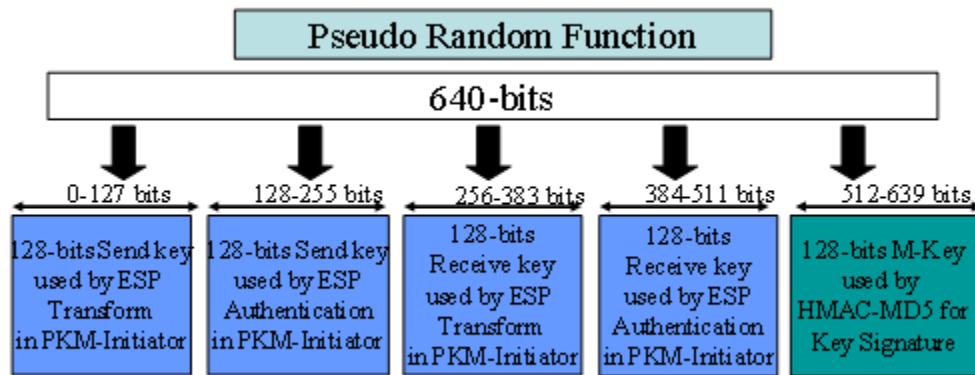 Pseudo Random Function
640-bits
0-127 bits
128-255 bits
256-383 bits
384-511 bits
512-639 bits
128-bits Send key
used by ESP
Transform
in PKM-Initiator
128-bits Send key
used by ESP
Authentication
in PKM-Initiator
128-bits
Receive key
used by ESP
Transform
in PKM-Initiator
128-bits
Receive key
used by ESP
Authentication
in PKM-Initiator
128-bits M-Key
used by
HMAC-MD5 for
Key Signature